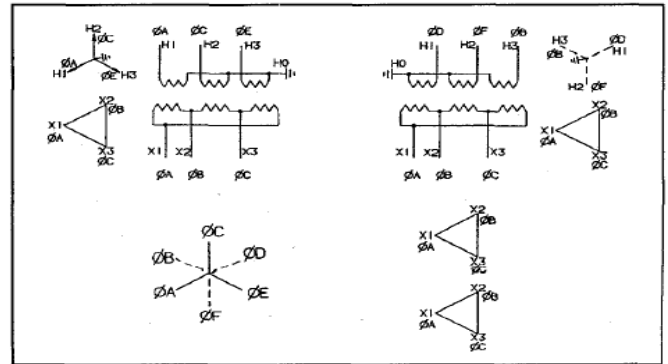 H2
ØC
ØA
H1
ØE
H3
ØA ØC ØE
H1 H2 H3
H0
X2
ØB
X1
ØA
X3
ØC
X1 X2 X3
ØA ØB ØC
ØD ØF ØB
H0
H1 H2 H3
X1 X2 X3
ØA ØB ØC
H3
ØB
ØD
H1
H2 ØF
X2
ØB
X1
ØA
X3
ØC
ØC
ØB ØD
ØA ØE
ØF
X2
ØB
X1
ØA
X3
ØC
X2
ØB
X1
ØA
X3
ØC